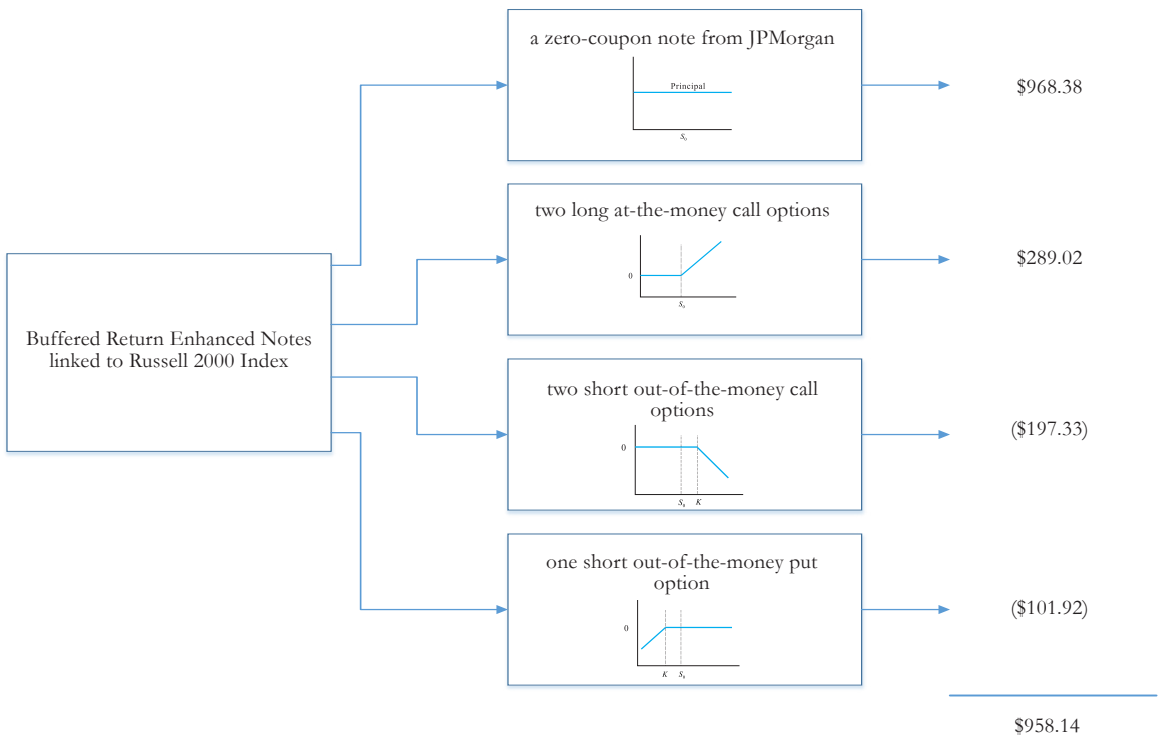 a zero-coupon note from JPMorgan
Principal
S₀
$968.38
two long at-the-money call options
0
S₀
$289.02
Buffered Return Enhanced Notes
linked to Russell 2000 Index
two short out-of-the-money call
options
0
S₀ K
($197.33)
one short out-of-the-money put
option
0
K S₀
($101.92)
$958.14